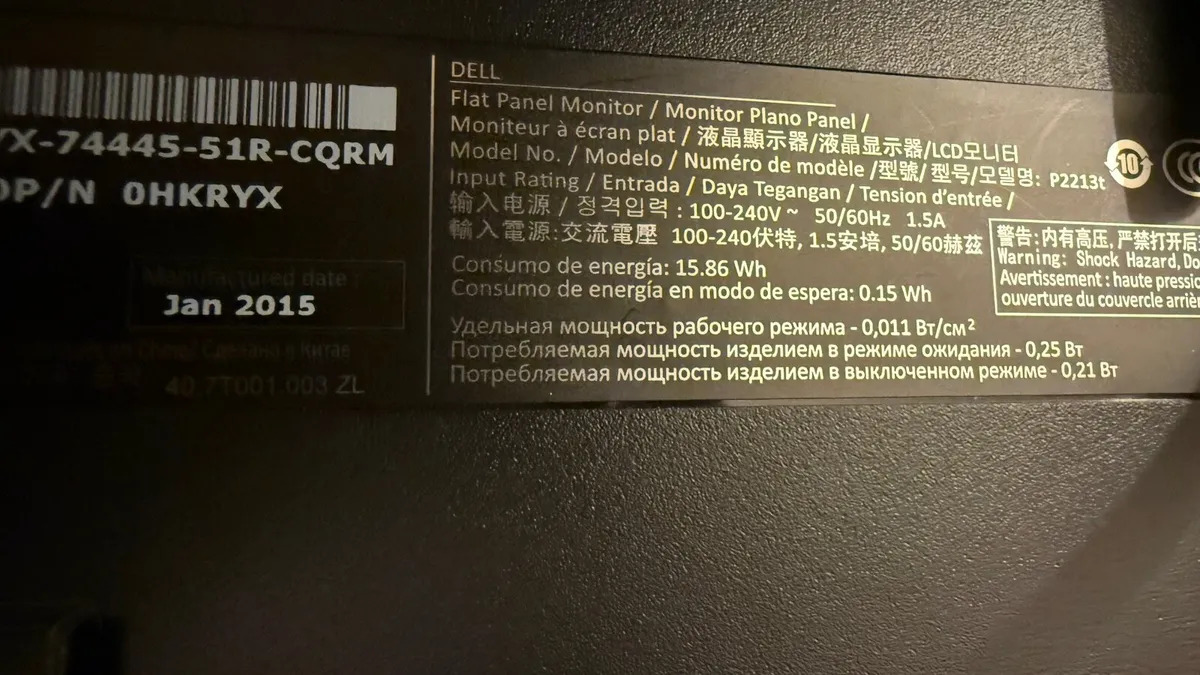 YX-74445-51R-CQRM
DP/N 0HKRYX
Manufactured date :
Jan 2015
Сделано в Китае
40.7T001.003 ZL
DELL
Flat Panel Monitor / Monitor Plano Panel /
Moniteur à écran plat / 液晶顯示器/液晶显示器/LCD모니터
Model No. / Modelo / Numéro de modèle /型號/ 型号/모델명: P2213t
Input Rating / Entrada / Daya Tegangan / Tension d'entrée /
输入电源 / 정격입력 : 100-240V ~ 50/60Hz 1.5A
輸入電源:交流電壓 100-240伏特, 1.5安培, 50/60赫茲
Consumo de energía: 15.86 Wh
Consumo de energía en modo de espera: 0.15 Wh
Удельная мощность рабочего режима - 0,011 Вт/см²
Потребляемая мощность изделием в режиме ожидания - 0,25 Вт
Потребляемая мощность изделием в выключенном режиме - 0,21 Вт
10
警告:内有高压, 严禁打开后
Warning: Shock Hazard, Do
Avertissement : haute pressio
ouverture du couvercle arrièr